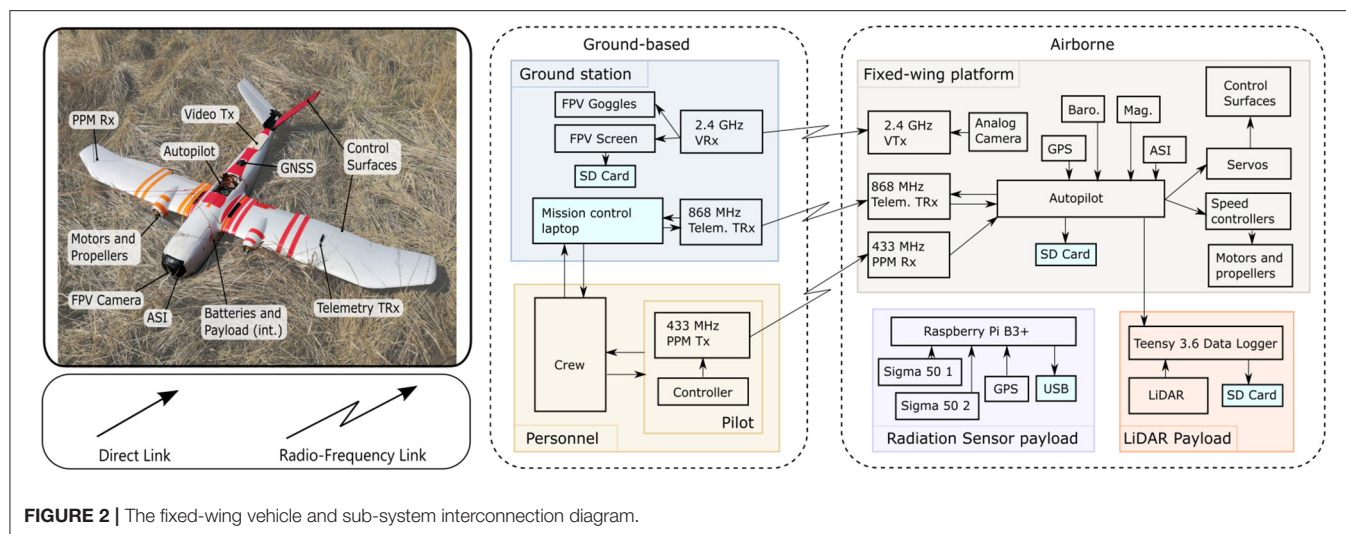 PPM Rx
Video Tx
Autopilot
GNSS
Control
Surfaces
Motors and
Propellers
FPV Camera
ASI
Batteries and
Payload (int.)
Telemetry TRx
Direct Link
Radio-Frequency Link
Ground-based
Ground station
FPV Goggles
FPV Screen
SD Card
2.4 GHz
VRx
Mission control
laptop
868 MHz
Telem. TRx
Crew
433 MHz
PPM Tx
Controller
Pilot
Personnel
Airborne
Fixed-wing platform
2.4 GHz
VTx
Analog
Camera
Baro.
Mag.
GPS
ASI
Control
Surfaces
Servos
868 MHz
Telem. TRx
Autopilot
Speed
controllers
433 MHz
PPM Rx
SD Card
Motors and
propellers
Raspberry Pi B3+
Sigma 50 1
Sigma 50 2
GPS
USB
Radiation Sensor payload
Teensy 3.6 Data Logger
LiDAR
SD Card
LiDAR Payload
FIGURE 2 | The fixed-wing vehicle and sub-system interconnection diagram.